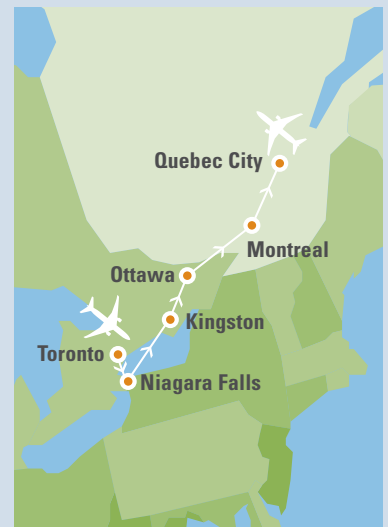 Quebec City
Montreal
Ottawa
Kingston
Toronto
Niagara Falls